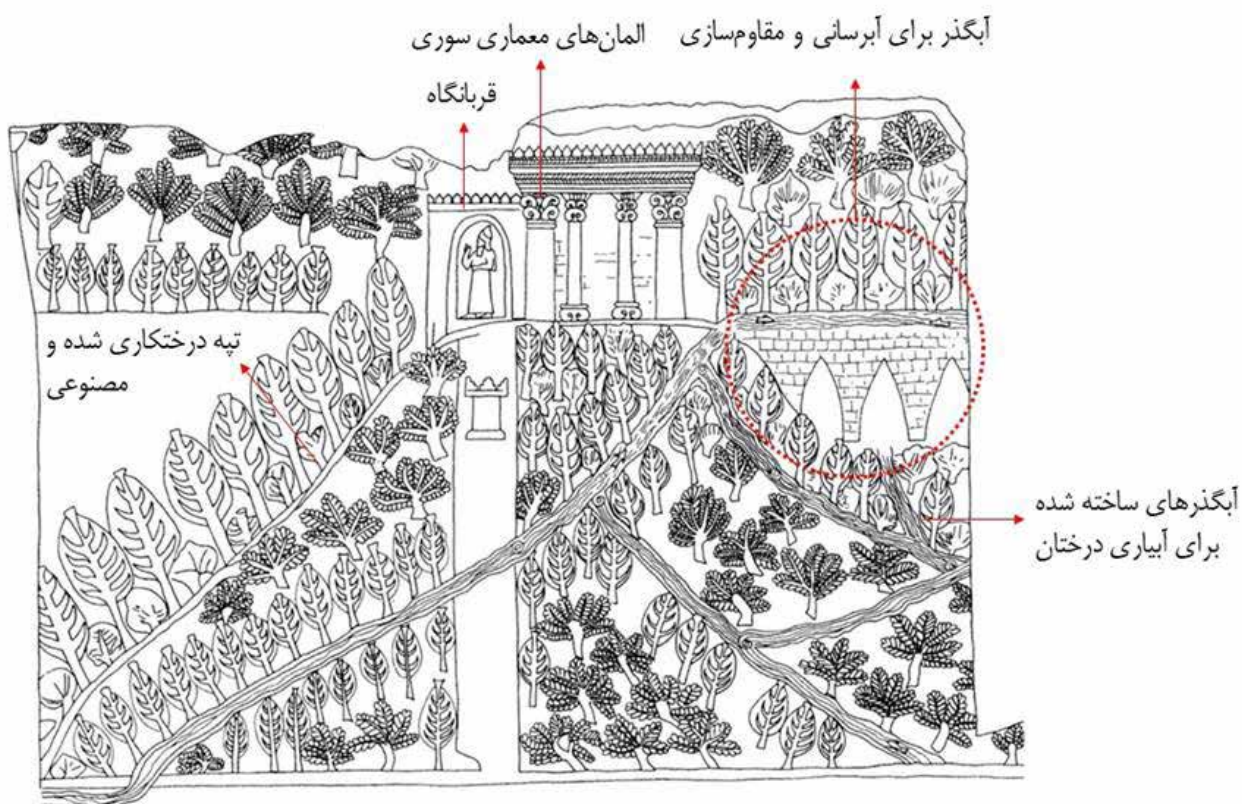 آبگذر برای آبرسانی و مقاوم‌سازی
المان‌های معماری سوری
قربانگاه
تپه درختکاری شده و
مصنوعی
آبگذرهای ساخته شده
برای آبیاری درختان